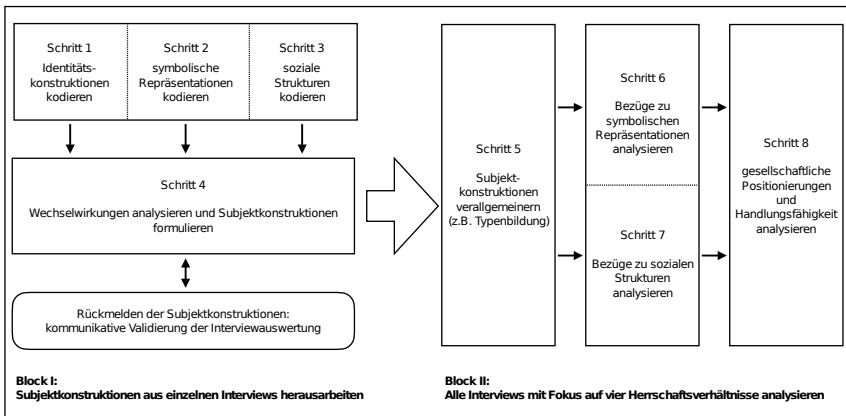 Schritt 1
Identitäts-
konstruktionen
kodieren
Schritt 2
symbolische
Repräsentationen
kodieren
Schritt 3
soziale
Strukturen
kodieren
Schritt 4
Wechselwirkungen analysieren und Subjektkonstruktionen
formulieren
Rückmelden der Subjektkonstruktionen:
kommunikative Validierung der Interviewauswertung
Block I:
Subjektkonstruktionen aus einzelnen Interviews herausarbeiten
Schritt 5
Subjekt-
konstruktionen
verallgemeinern
(z.B. Typenbildung)
Schritt 6
Bezüge zu
symbolischen
Repräsentationen
analysieren
Schritt 7
Bezüge zu sozialen
Strukturen
analysieren
Schritt 8
gesellschaftliche
Positionierungen
und
Handlungsfähigkeit
analysieren
Block II:
Alle Interviews mit Fokus auf vier Herrschaftsverhältnisse analysieren